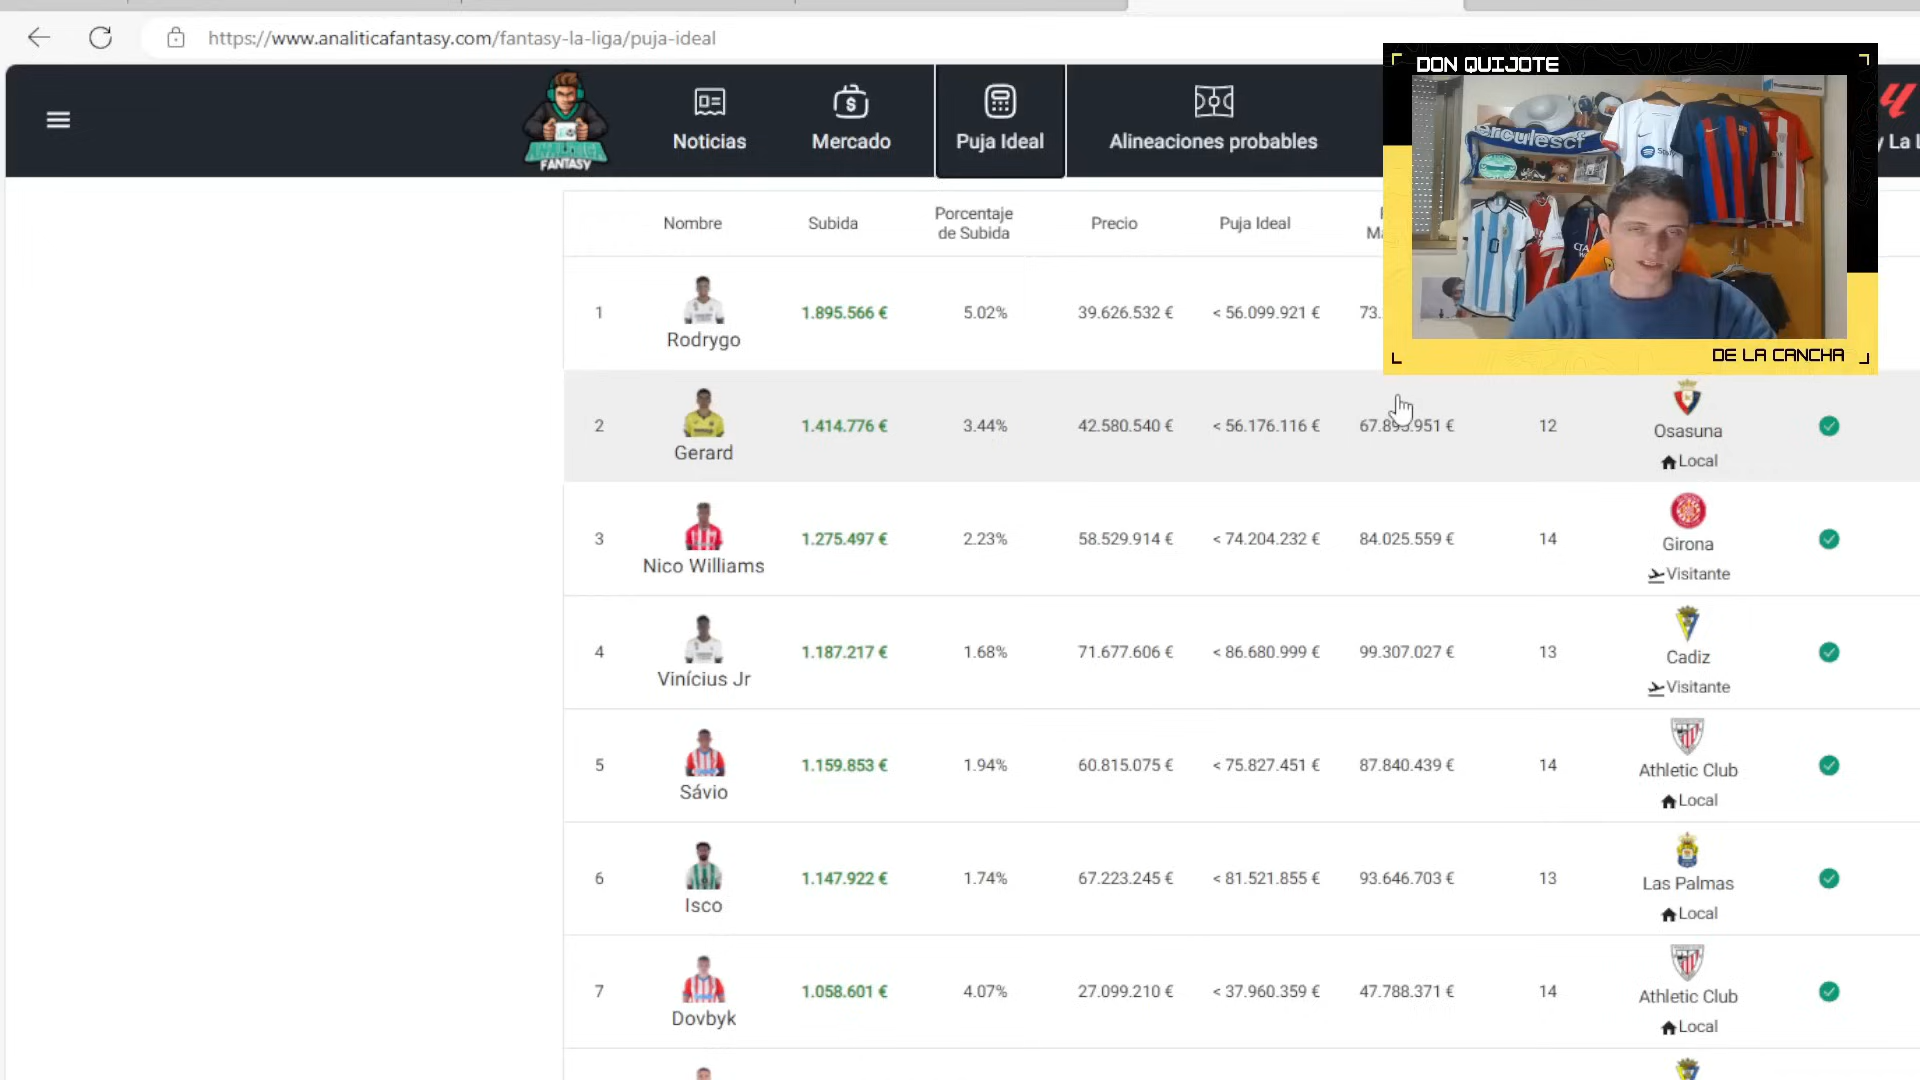 https://www.analiticafantasy.com/fantasy-la-liga/puja-ideal
DON QUIJOTE
ANALITICA
FANTASY
Noticias
Mercado
Puja Ideal
Alineaciones probables
erculescf
DE LA CANCHA
Nombre Subida Porcentaje de Subida Precio Puja Ideal
1 Rodrygo 1.895.566 € 5.02% 39.626.532 € < 56.099.921 € 73.
2 Gerard 1.414.776 € 3.44% 42.580.540 € < 56.176.116 € 67.895.951 € 12 Osasuna Local
3 Nico Williams 1.275.497 € 2.23% 58.529.914 € < 74.204.232 € 84.025.559 € 14 Girona Visitante
4 Vinícius Jr 1.187.217 € 1.68% 71.677.606 € < 86.680.999 € 99.307.027 € 13 Cadiz Visitante
5 Sávio 1.159.853 € 1.94% 60.815.075 € < 75.827.451 € 87.840.439 € 14 Athletic Club Local
6 Isco 1.147.922 € 1.74% 67.223.245 € < 81.521.855 € 93.646.703 € 13 Las Palmas Local
7 Dovbyk 1.058.601 € 4.07% 27.099.210 € < 37.960.359 € 47.788.371 € 14 Athletic Club Local